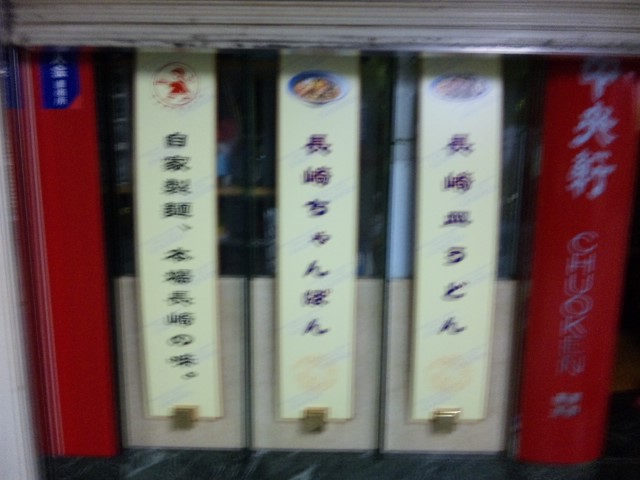 自家製麺、本場長崎の味。
長崎ちゃんぽん
長崎皿うどん
中央軒
CHUOKEN